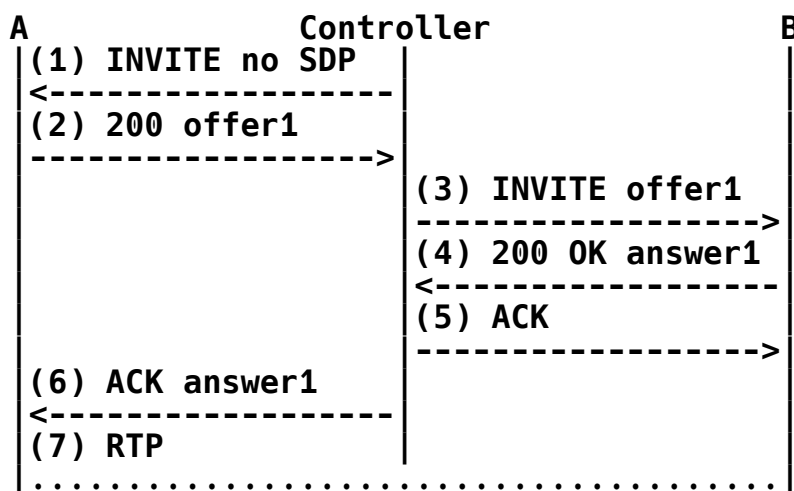 A Controller B
(1) INVITE no SDP
<------------------
(2) 200 offer1
------------------>
(3) INVITE offer1
------------------>
(4) 200 OK answer1
<------------------
(5) ACK
------------------>
(6) ACK answer1
<------------------
(7) RTP
.......................................